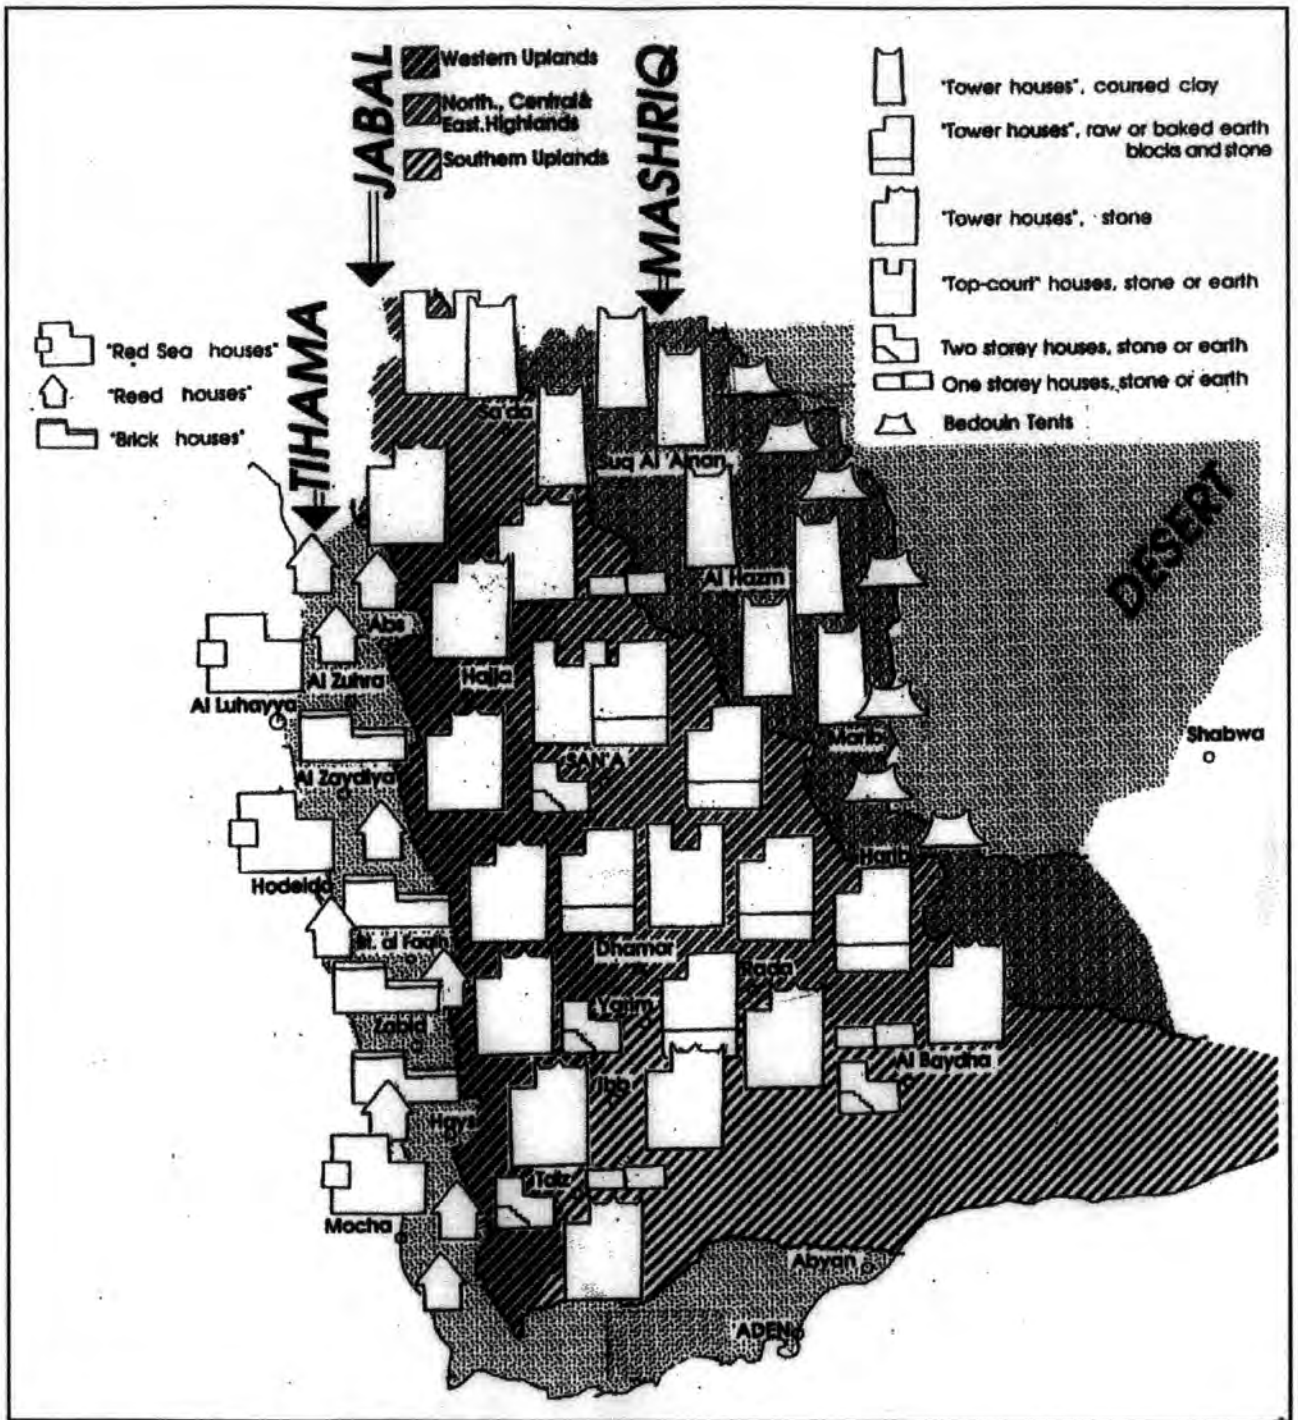 JABAL
Western Uplands
North., Central &
East. Highlands
Southern Uplands
MASHRIQ
"Tower houses", coursed clay
"Tower houses", raw or baked earth
blocks and stone
"Tower houses", stone
"Top-court" houses, stone or earth
Two storey houses, stone or earth
One storey houses, stone or earth
Bedouin Tents
"Red Sea houses"
"Reed houses"
"Brick houses"
TIHAMA
DESERT
Sa'da
Suq Al 'Ainan
Al Hazm
Abs
Al Zuhra
Hajja
Al Luhayya
Marib
Shabwa
SAN'A
Al Zaydiya
Harib
Hodeida
Bt. al Faqih
Dhamar
Rada
Yarim
Zabid
Al Baydha
Ibb
Hays
Taiz
Mocha
Abyan
'ADEN